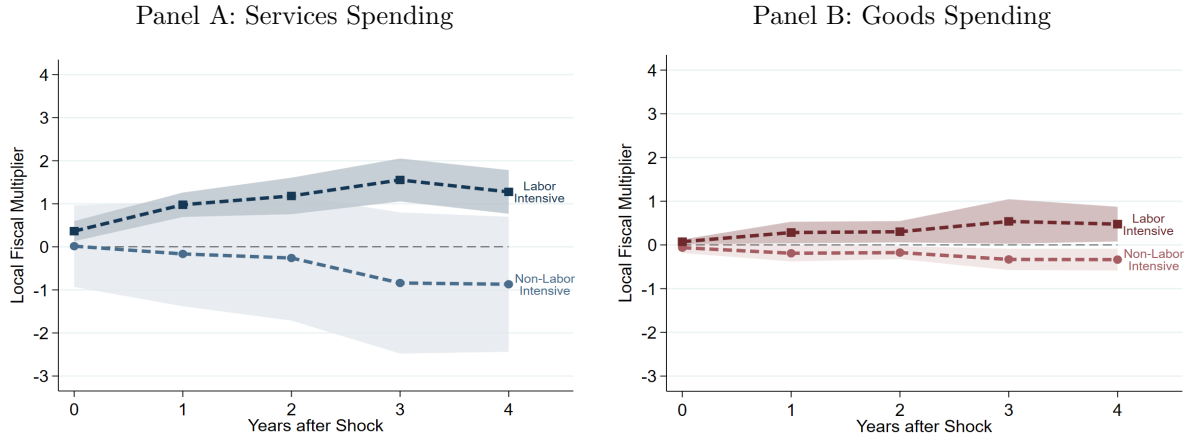 Panel A: Services Spending
Local Fiscal Multiplier
4
3
2
1
0
-1
-2
-3
Labor
Intensive
Non-Labor
Intensive
0 1 2 3 4
Years after Shock
Panel B: Goods Spending
Local Fiscal Multiplier
4
3
2
1
0
-1
-2
-3
Labor
Intensive
Non-Labor
Intensive
0 1 2 3 4
Years after Shock